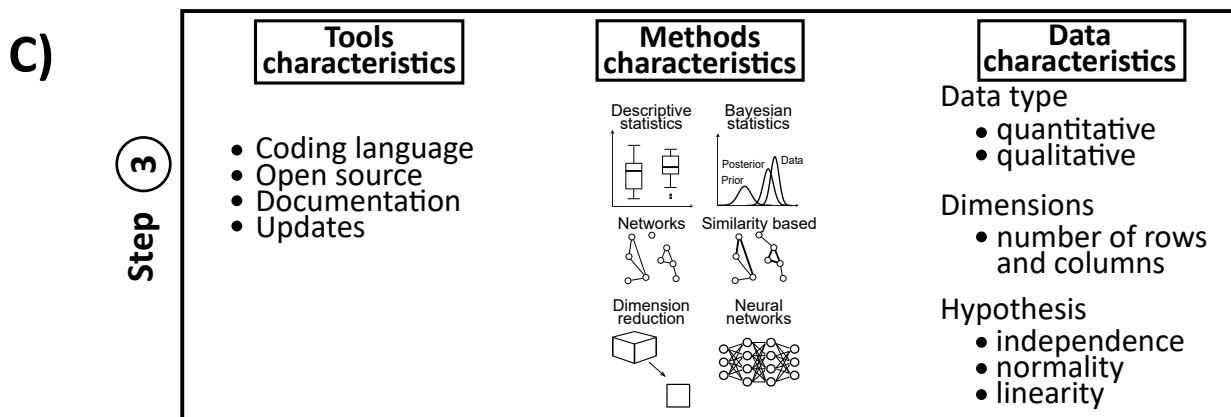 C)
Step 3
Tools
characteristics
• Coding language
• Open source
• Documentation
• Updates
Methods
characteristics
Descriptive
statistics
Bayesian
statistics
Posterior
Data
Prior
Networks
Similarity based
Dimension
reduction
Neural
networks
Data
characteristics
Data type
• quantitative
• qualitative
Dimensions
• number of rows
and columns
Hypothesis
• independence
• normality
• linearity